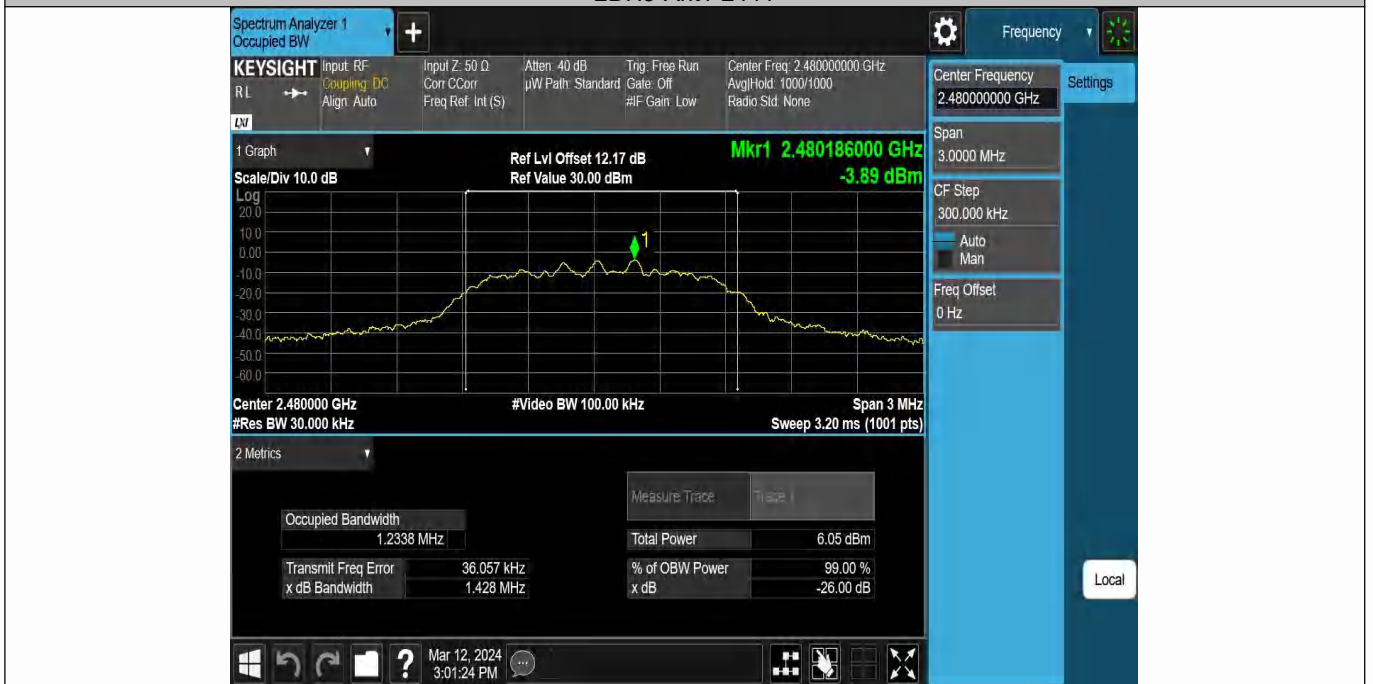 Spectrum Analyzer 1
Occupied BW
Frequency
KEYSIGHT
R L
LXI
Input: RF
Coupling: DC
Align: Auto
Input Z: 50 Ω
Corr CCorr
Freq Ref: Int (S)
Atten: 40 dB
µW Path: Standard
Trig: Free Run
Gate: Off
#IF Gain: Low
Center Freq: 2.480000000 GHz
Avg|Hold: 1000/1000
Radio Std: None
Center Frequency
2.480000000 GHz
Settings
Span
3.0000 MHz
CF Step
300.000 kHz
Auto
Man
Freq Offset
0 Hz
Local
1 Graph
Scale/Div 10.0 dB
Ref Lvl Offset 12.17 dB
Ref Value 30.00 dBm
Mkr1 2.480186000 GHz
-3.89 dBm
Log
20.0
10.0
0.00
-10.0
-20.0
-30.0
-40.0
-50.0
-60.0
1
Center 2.480000 GHz
#Video BW 100.00 kHz
Span 3 MHz
#Res BW 30.000 kHz
Sweep 3.20 ms (1001 pts)
2 Metrics
Measure Trace
Trace 1
Occupied Bandwidth
1.2338 MHz
Total Power
6.05 dBm
Transmit Freq Error
36.057 kHz
% of OBW Power
99.00 %
x dB Bandwidth
1.428 MHz
x dB
-26.00 dB
Mar 12, 2024
3:01:24 PM